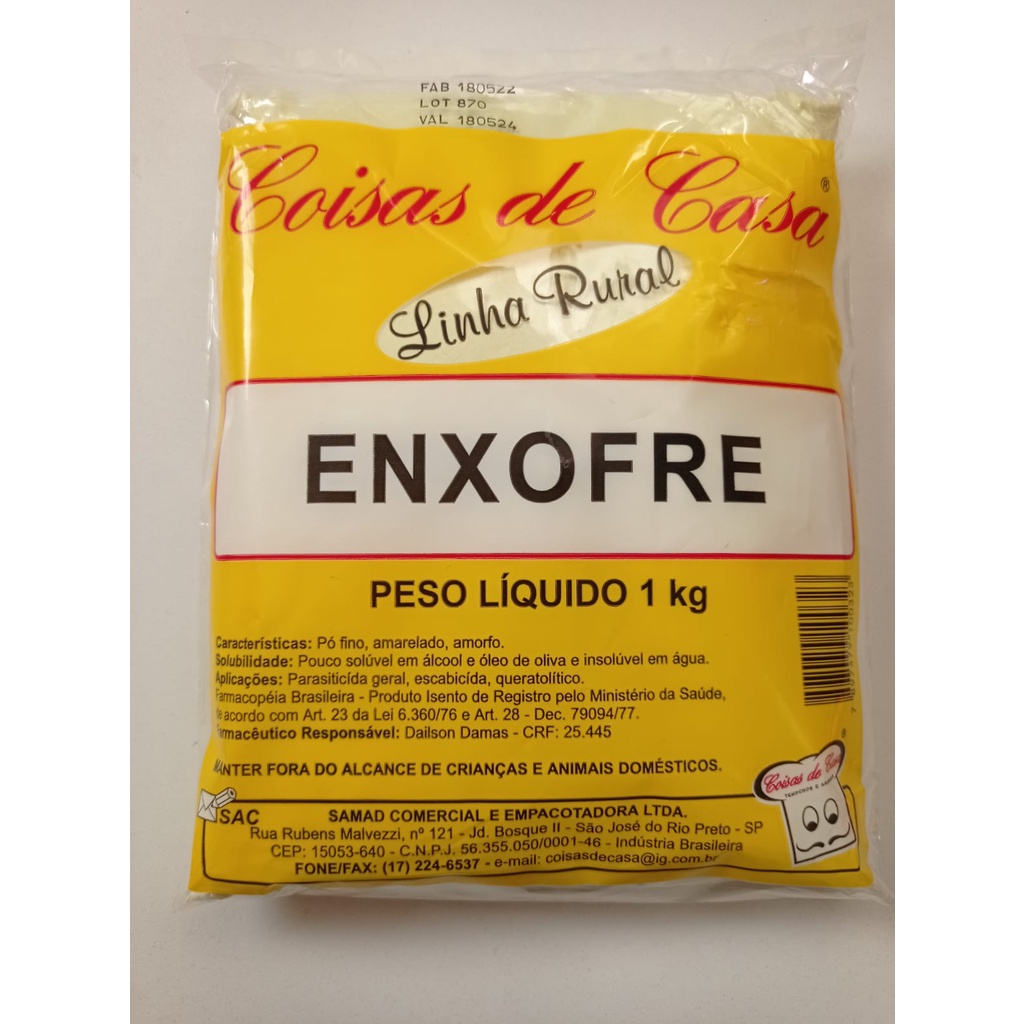 FAB 180522
LOT 870
VAL 180524
Coisas de Casa ®
Linha Rural
ENXOFRE
PESO LÍQUIDO 1 kg
Características: Pó fino, amarelado, amorfo.
Solubilidade: Pouco solúvel em álcool e óleo de oliva e insolúvel em água.
Aplicações: Parasiticída geral, escabicída, queratolítico.
Farmacopéia Brasileira - Produto Isento de Registro pelo Ministério da Saúde,
de acordo com Art. 23 da Lei 6.360/76 e Art. 28 - Dec. 79094/77.
Farmacêutico Responsável: Dailson Damas - CRF: 25.445
MANTER FORA DO ALCANCE DE CRIANÇAS E ANIMAIS DOMÉSTICOS.
Coisas de Casa ®
SAC
SAMAD COMERCIAL E EMPACOTADORA LTDA.
Rua Rubens Malvezzi, nº 121 - Jd. Bosque II - São José do Rio Preto - SP
CEP: 15053-640 - C.N.P.J. 56.355.050/0001-46 - Indústria Brasileira
FONE/FAX: (17) 224-6537 - e-mail: coisasdecasa@ig.com.br